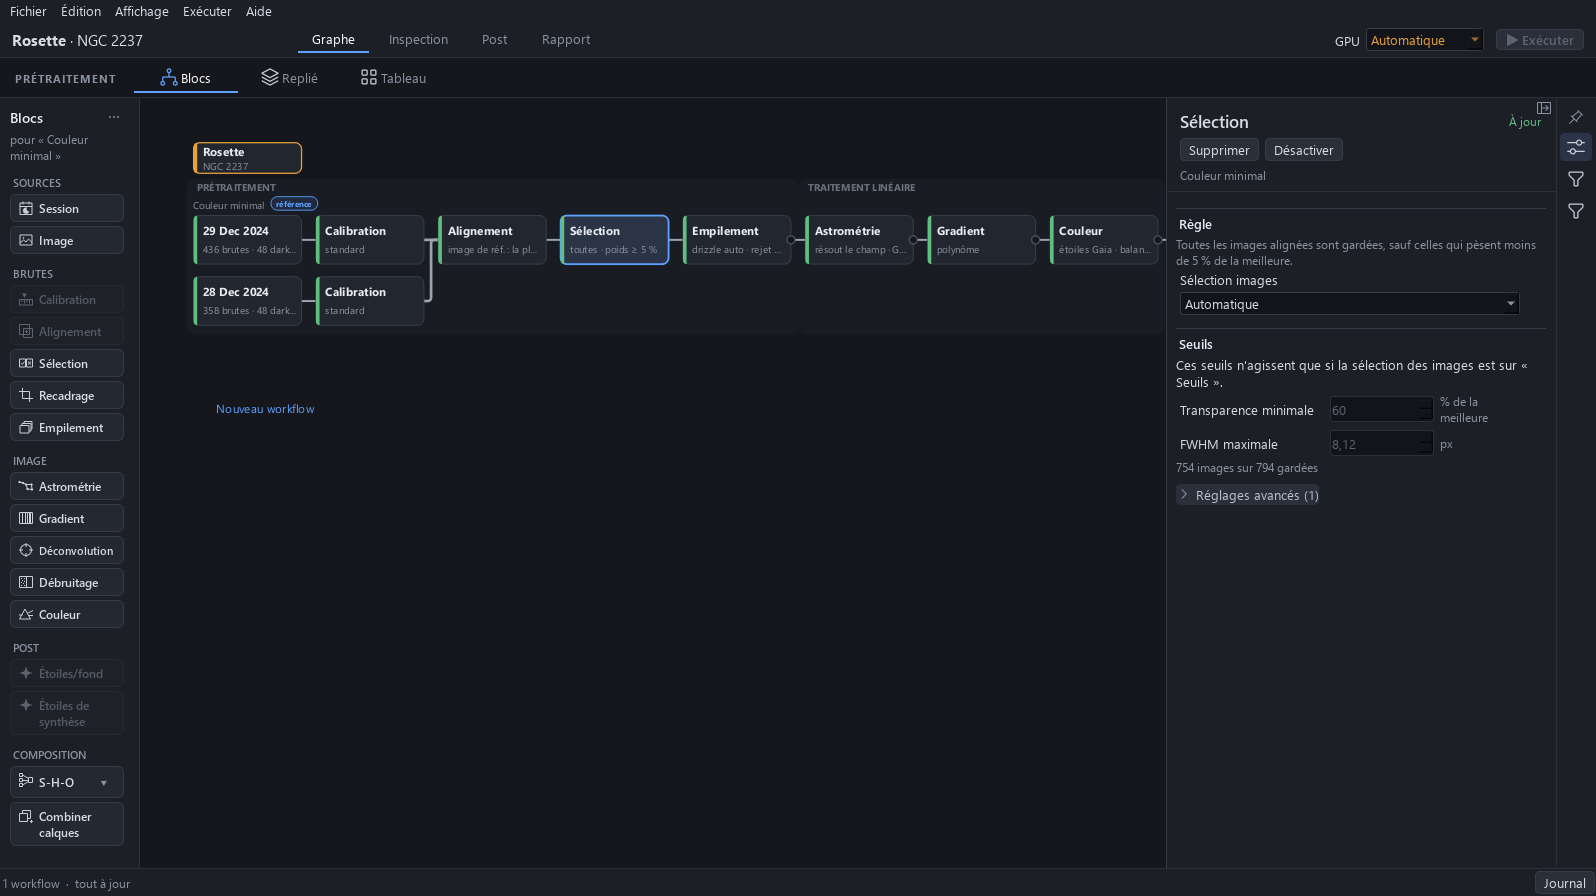 Fichier Édition Affichage Exécuter Aide
Rosette · NGC 2237
Graphe Inspection Post Rapport
GPU Automatique Exécuter
PRÉTRAITEMENT Blocs Replié Tableau
Blocs ...
pour « Couleur
minimal »
SOURCES
Session
Image
BRUTES
Calibration
Alignement
Sélection
Recadrage
Empilement
IMAGE
Astrométrie
Gradient
Déconvolution
Débruitage
Couleur
POST
Étoiles/fond
Étoiles de
synthèse
COMPOSITION
S-H-O
Combiner
calques
Rosette
NGC 2237
PRÉTRAITEMENT
Couleur minimal référence
29 Dec 2024
436 brutes · 48 dark...
Calibration
standard
Alignement
image de réf. : la pl...
Sélection
toutes · poids ≥ 5 %
Empilement
drizzle auto · rejet ...
28 Dec 2024
358 brutes · 48 dark...
Calibration
standard
TRAITEMENT LINÉAIRE
Astrométrie
résout le champ · G...
Gradient
polynôme
Couleur
étoiles Gaia · balan...
Nouveau workflow
Sélection
À jour
Supprimer Désactiver
Couleur minimal
Règle
Toutes les images alignées sont gardées, sauf celles qui pèsent moins
de 5 % de la meilleure.
Sélection images
Automatique
Seuils
Ces seuils n'agissent que si la sélection des images est sur «
Seuils ».
Transparence minimale 60 % de la
meilleure
FWHM maximale 8,12 px
754 images sur 794 gardées
Réglages avancés (1)
1 workflow · tout à jour
Journal